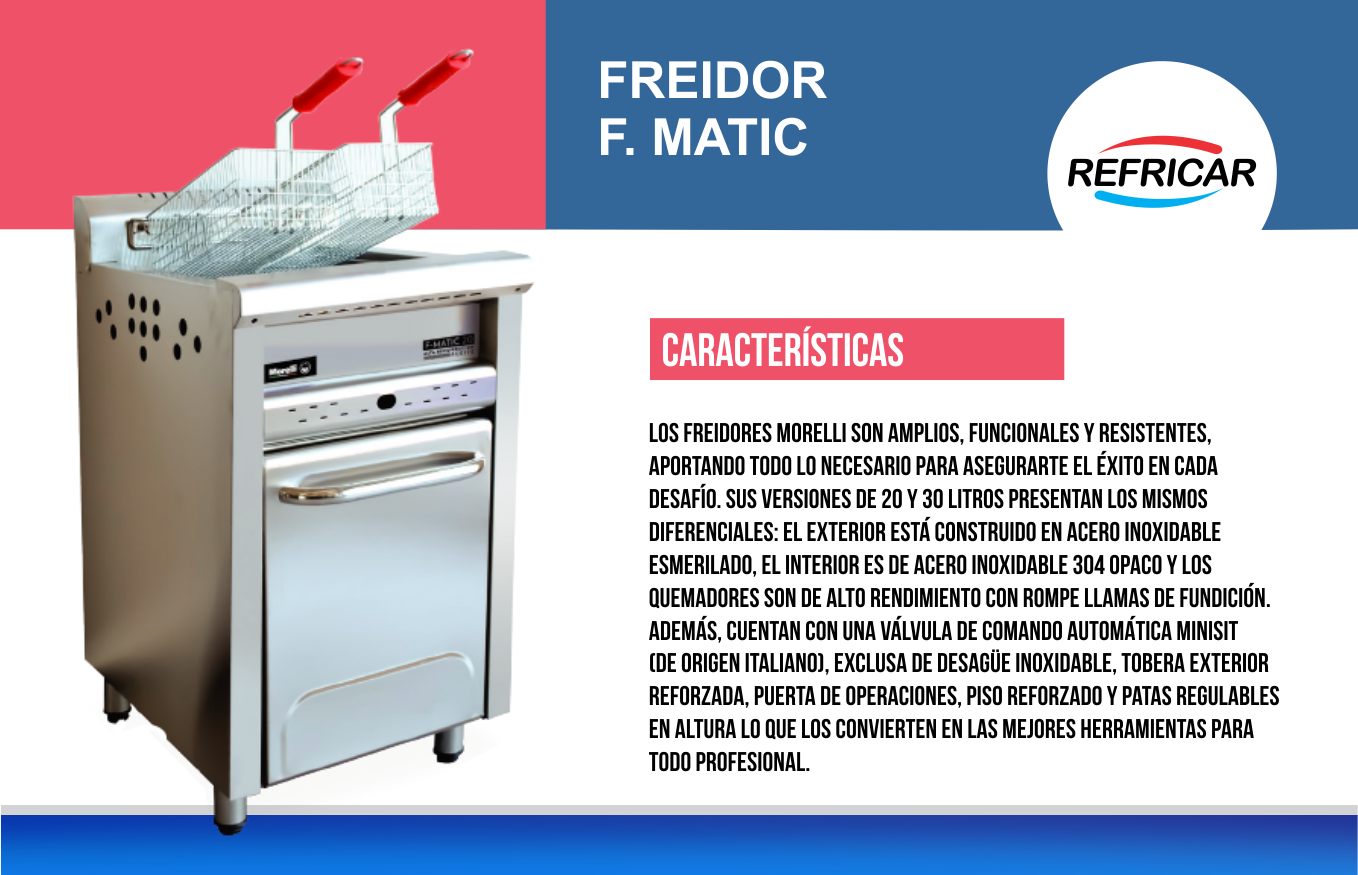 FREIDOR
F. MATIC
REFRICAR
F-MATIC 20
Morelli
CARACTERÍSTICAS
LOS FREIDORES MORELLI SON AMPLIOS, FUNCIONALES Y RESISTENTES,
APORTANDO TODO LO NECESARIO PARA ASEGURARTE EL ÉXITO EN CADA
DESAFÍO. SUS VERSIONES DE 20 Y 30 LITROS PRESENTAN LOS MISMOS
DIFERENCIALES: EL EXTERIOR ESTÁ CONSTRUIDO EN ACERO INOXIDABLE
ESMERILADO, EL INTERIOR ES DE ACERO INOXIDABLE 304 OPACO Y LOS
QUEMADORES SON DE ALTO RENDIMIENTO CON ROMPE LLAMAS DE FUNDICIÓN.
ADEMÁS, CUENTAN CON UNA VÁLVULA DE COMANDO AUTOMÁTICA MINISIT
(DE ORIGEN ITALIANO), EXCLUSA DE DESAGÜE INOXIDABLE, TOBERA EXTERIOR
REFORZADA, PUERTA DE OPERACIONES, PISO REFORZADO Y PATAS REGULABLES
EN ALTURA LO QUE LOS CONVIERTEN EN LAS MEJORES HERRAMIENTAS PARA
TODO PROFESIONAL.